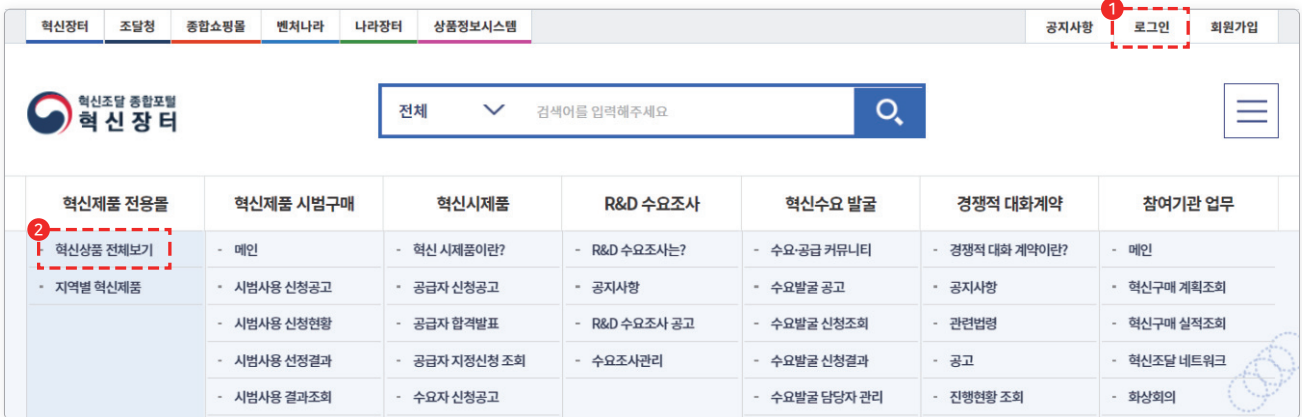 혁신장터 조달청 종합쇼핑몰 벤처나라 나라장터 상품정보시스템 공지사항 1 로그인 회원가입
혁신조달 종합포털
혁신장터
전체 검색어를 입력해주세요
혁신제품 전용몰 혁신제품 시범구매 혁신시제품 R&D 수요조사 혁신수요 발굴 경쟁적 대화계약 참여기관 업무
2
- 혁신상품 전체보기 - 메인 - 혁신 시제품이란? - R&D 수요조사는? - 수요·공급 커뮤니티 - 경쟁적 대화 계약이란? - 메인
- 지역별 혁신제품 - 시범사용 신청공고 - 공급자 신청공고 - 공지사항 - 수요발굴 공고 - 공지사항 - 혁신구매 계획조회
- 시범사용 신청현황 - 공급자 합격발표 - R&D 수요조사 공고 - 수요발굴 신청조회 - 관련법령 - 혁신구매 실적조회
- 시범사용 선정결과 - 공급자 지정신청 조회 - 수요조사관리 - 수요발굴 신청결과 - 공고 - 혁신조달 네트워크
- 시범사용 결과조회 - 수요자 신청공고 - 수요발굴 담당자 관리 - 진행현황 조회 - 화상회의